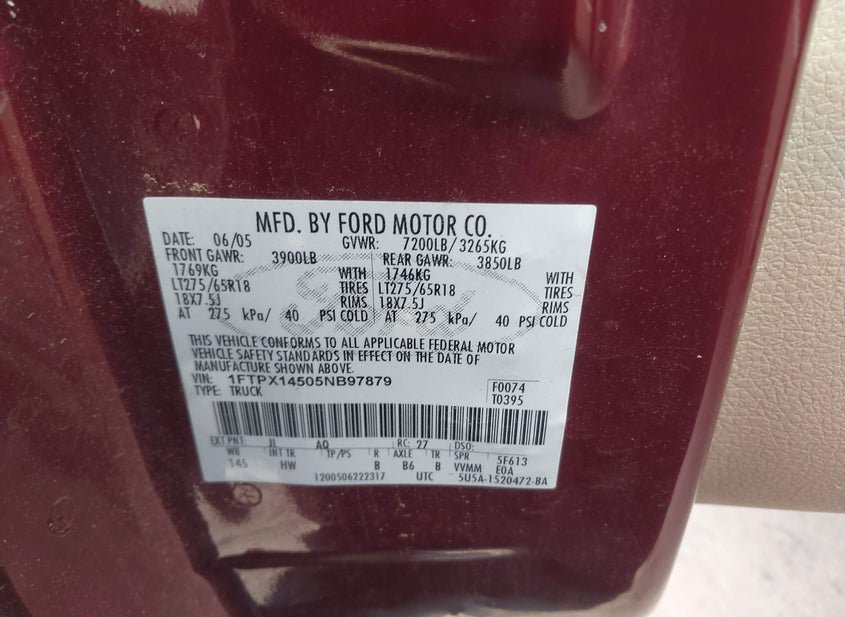 MFD. BY FORD MOTOR CO.
DATE: 06/05 GVWR: 7200LB/3265KG
FRONT GAWR: 3900LB REAR GAWR: 3850LB
1769KG WITH 1746KG WITH
LT275/65R18 TIRES LT275/65R18 TIRES
18X7.5J RIMS 18X7.5J RIMS
AT 275 kPa/ 40 PSI COLD AT 275 kPa/ 40 PSI COLD
THIS VEHICLE CONFORMS TO ALL APPLICABLE FEDERAL MOTOR
VEHICLE SAFETY STANDARDS IN EFFECT ON THE DATE OF
MANUFACTURE SHOWN ABOVE.
VIN: 1FTPX14505NB97879 F0074
TYPE: TRUCK T0395
EXT PNT: JL AQ RC: 27 DSO:
WB INT TR TP/PS R AXLE TR SPR 5F613
145 HW B B6 B VVMM E0A
1200506222317 UTC 5U5A-1520472-BA